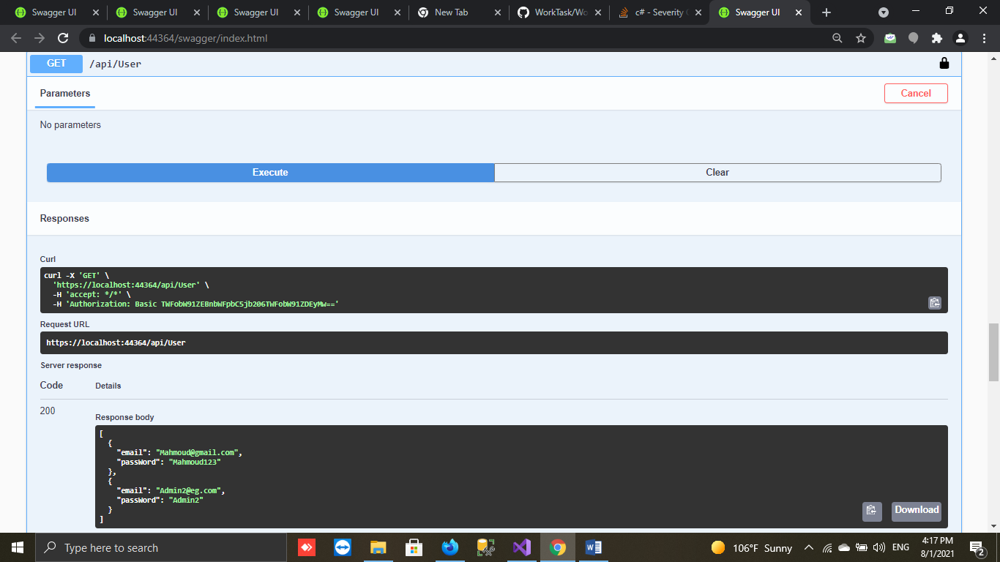 Swagger UI
Swagger UI
Swagger UI
Swagger UI
New Tab
WorkTask/Wo
c# - Severity
Swagger UI
localhost:44364/swagger/index.html
GET /api/User
Parameters
Cancel
No parameters
Execute
Clear
Responses
Curl
curl -X 'GET' \
'https://localhost:44364/api/User' \
-H 'accept: */*' \
-H 'Authorization: Basic TWFobW91ZEBnbWFpbC5jb206TWFobW91ZDEyMw=='
Request URL
https://localhost:44364/api/User
Server response
Code
Details
200
Response body
[
{
"email": "Mahmoud@gmail.com",
"passWord": "Mahmoud123"
},
{
"email": "Admin2@eg.com",
"passWord": "Admin2"
}
]
Download
Type here to search
106°F Sunny
ENG
4:17 PM
8/1/2021
2